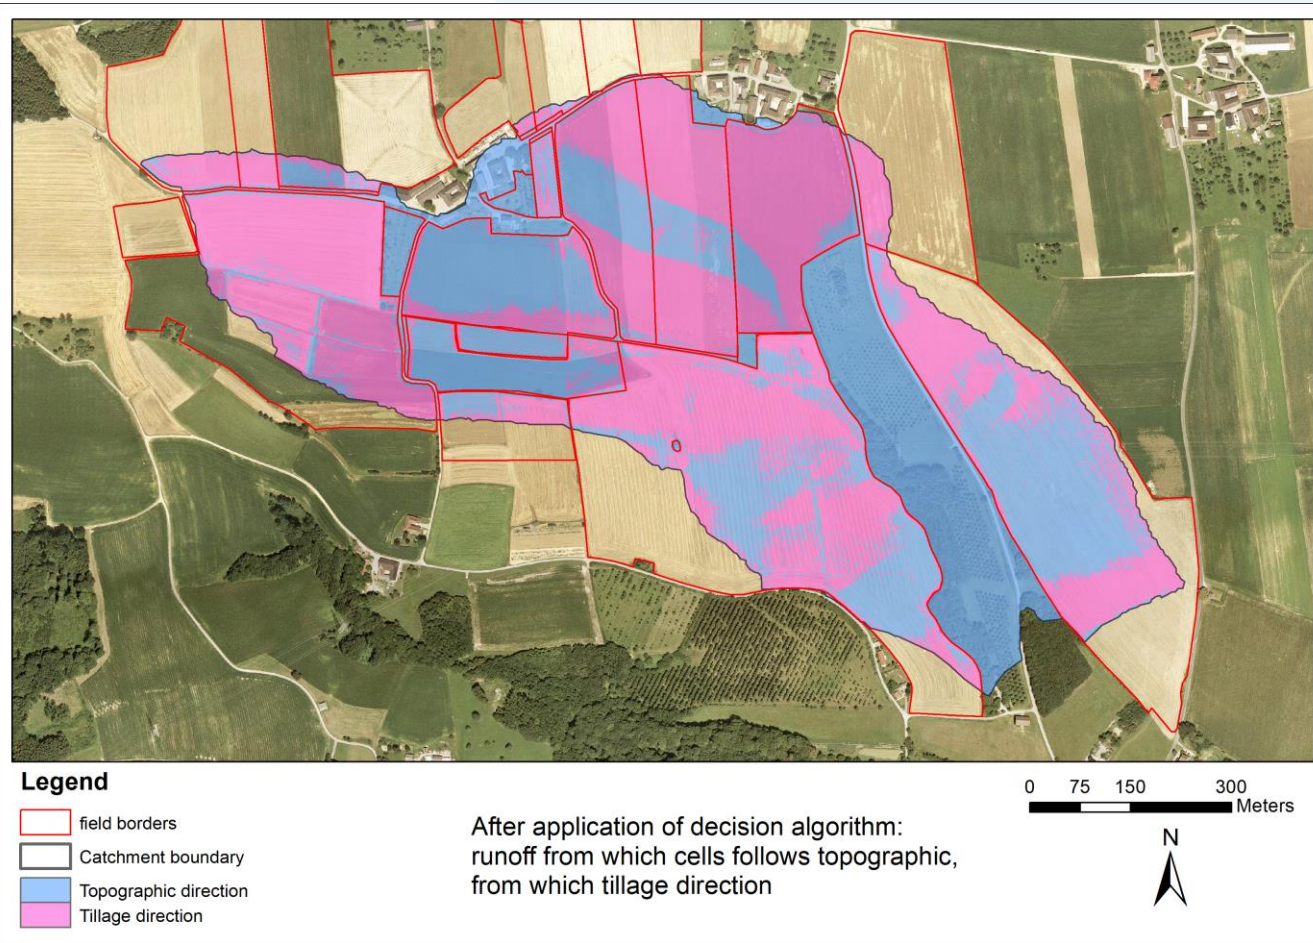 Legend
field borders
Catchment boundary
Topographic direction
Tillage direction
After application of decision algorithm:
runoff from which cells follows topographic,
from which tillage direction
0 75 150 300
Meters
N